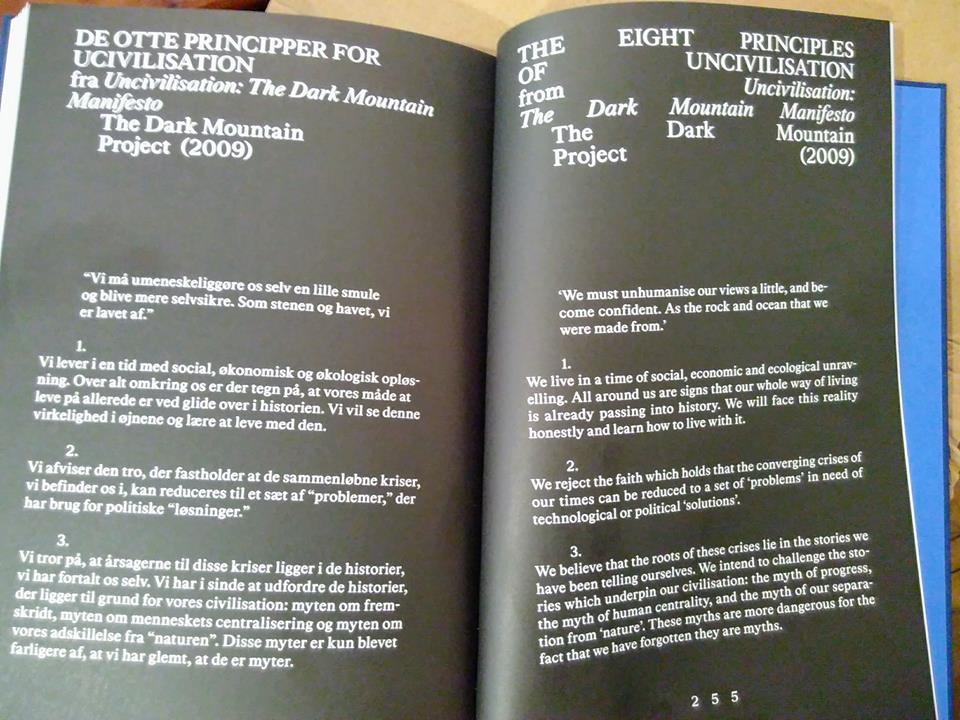 DE OTTE PRINCIPPER FOR
UCIVILISATION
fra Uncivilisation: The Dark Mountain
Manifesto
The Dark Mountain
Project (2009)
"Vi må umeneskeliggøre os selv en lille smule
og blive mere selvsikre. Som stenen og havet, vi
er lavet af."
1.
Vi lever i en tid med social, økonomisk og økologisk opløs-
ning. Over alt omkring os er der tegn på, at vores måde at
leve på allerede er ved glide over i historien. Vi vil se denne
virkelighed i øjnene og lære at leve med den.
2.
Vi afviser den tro, der fastholder at de sammenløbne kriser,
vi befinder os i, kan reduceres til et sæt af "problemer," der
har brug for politiske "løsninger."
3.
Vi tror på, at årsagerne til disse kriser ligger i de historier,
vi har fortalt os selv. Vi har i sinde at udfordre de historier,
der ligger til grund for vores civilisation: myten om frem-
skridt, myten om menneskets centralisering og myten om
vores adskillelse fra "naturen". Disse myter er kun blevet
farligere af, at vi har glemt, at de er myter.
THE EIGHT PRINCIPLES
OF UNCIVILISATION
from Uncivilisation:
The Dark Mountain Manifesto
The Dark Mountain
Project (2009)
'We must unhumanise our views a little, and be-
come confident. As the rock and ocean that we
were made from.'
1.
We live in a time of social, economic and ecological unrav-
elling. All around us are signs that our whole way of living
is already passing into history. We will face this reality
honestly and learn how to live with it.
2.
We reject the faith which holds that the converging crises of
our times can be reduced to a set of 'problems' in need of
technological or political 'solutions'.
3.
We believe that the roots of these crises lie in the stories we
have been telling ourselves. We intend to challenge the sto-
ries which underpin our civilisation: the myth of progress,
the myth of human centrality, and the myth of our separa-
tion from 'nature'. These myths are more dangerous for the
fact that we have forgotten they are myths.
2 5 5